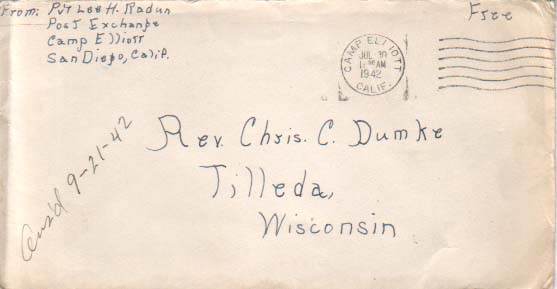 From: Pvt Lee H. Radun
Post Exchange
Camp Elliott
San Diego, Calif.
Free
CAMP ELLIOTT
JUL 30
AM
1942
CALIF.
Rev. Chris. C. Dumke
Tilleda,
Wisconsin
Ans'd 9-21-42